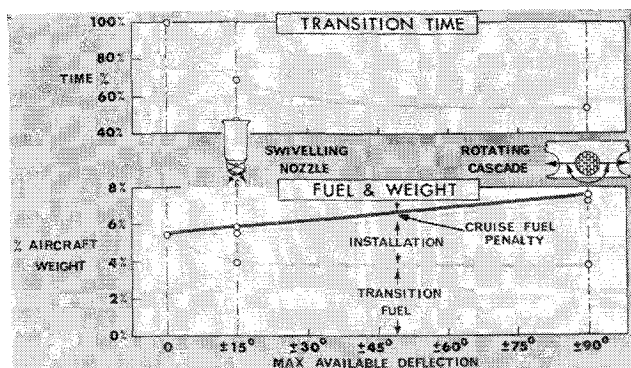 100%
TRANSITION TIME
80%
TIME %
60%
40%
SWIVELLING
NOZZLE
ROTATING
CASCADE
8%
FUEL & WEIGHT
6%
% AIRCRAFT
WEIGHT
INSTALLATION
CRUISE FUEL
PENALTY
4%
2%
TRANSITION
FUEL
0%
0 ±15° ±30° ±45° ±60° ±75° ±90°
MAX AVAILABLE DEFLECTION